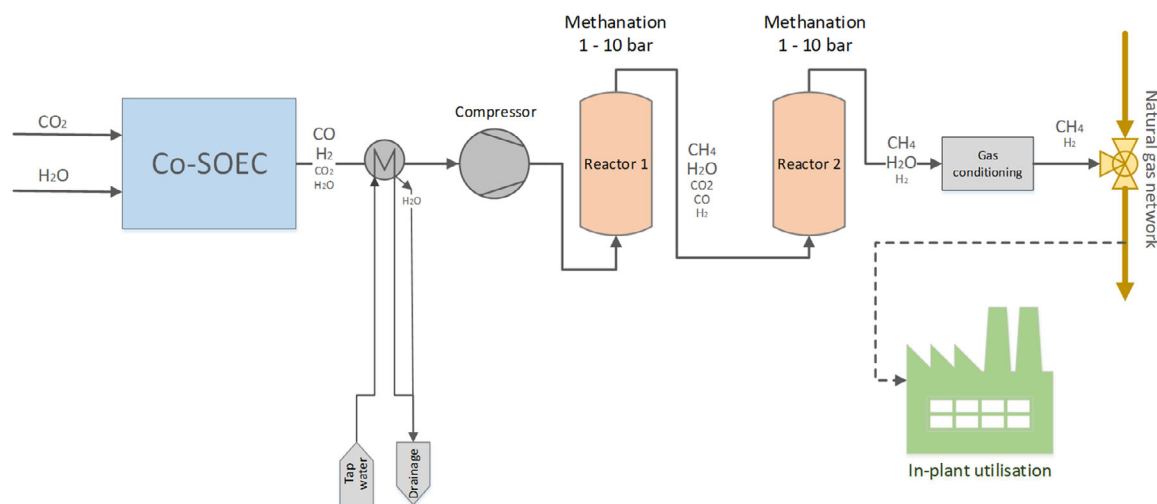 Methanation
1 - 10 bar
Methanation
1 - 10 bar
Compressor
CO₂
H₂O
Co-SOEC
CO
H₂
CO₂
H₂O
H₂O
Reactor 1
CH₄
H₂O
CO2
CO
H₂
Reactor 2
CH₄
H₂O
H₂
Gas
conditioning
CH₄
H₂
Natural gas network
Tap
water
Drainage
In-plant utilisation